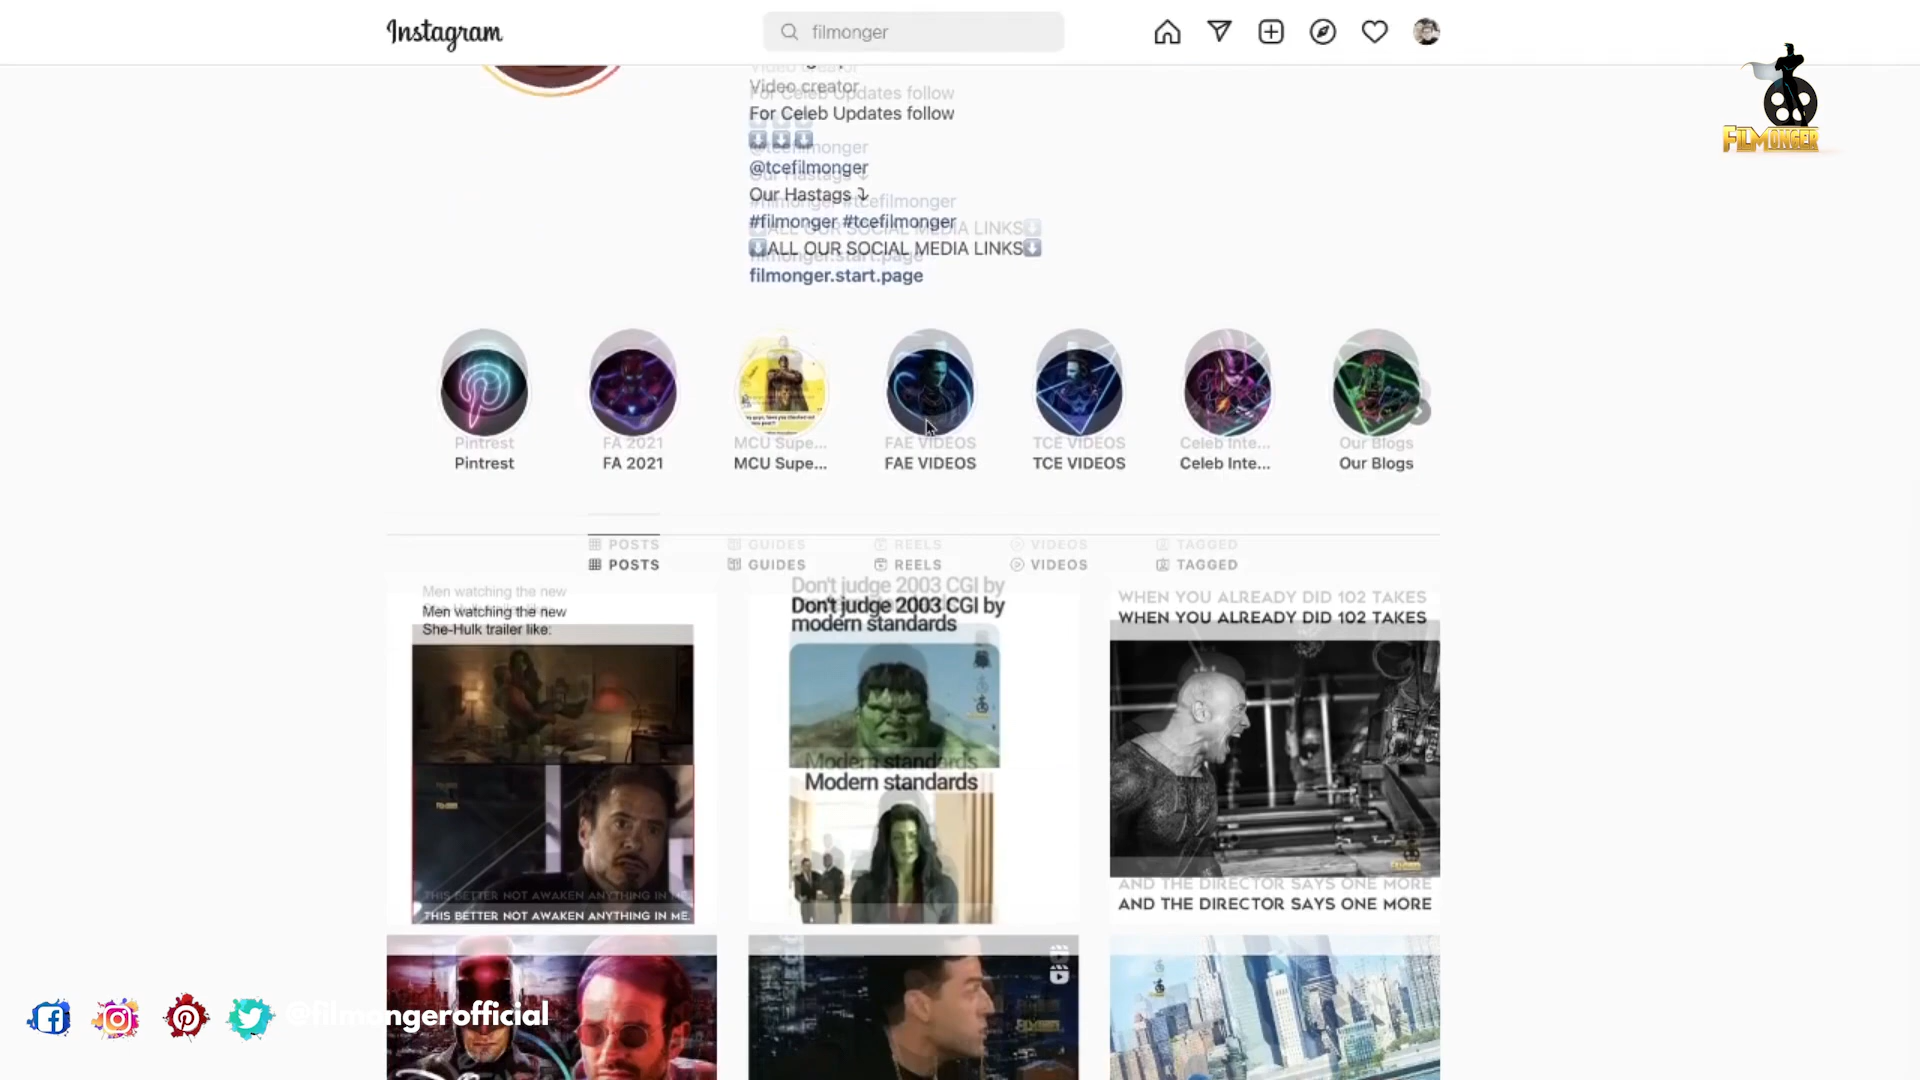 Instagram
filmonger
FILMONGER
Video creator
For Celeb Updates follow
@tcefilmonger
Our Hastags
#filmonger #tcefilmonger
ALL OUR SOCIAL MEDIA LINKS
filmonger.start.page
Pintrest
FA 2021
MCU Supe...
FAE VIDEOS
TCE VIDEOS
Celeb Inte...
Our Blogs
POSTS
GUIDES
REELS
VIDEOS
TAGGED
Men watching the new
She-Hulk trailer like:
THIS BETTER NOT AWAKEN ANYTHING IN ME.
Don't judge 2003 CGI by
modern standards
Modern standards
WHEN YOU ALREADY DID 102 TAKES
AND THE DIRECTOR SAYS ONE MORE
@filmongerofficial